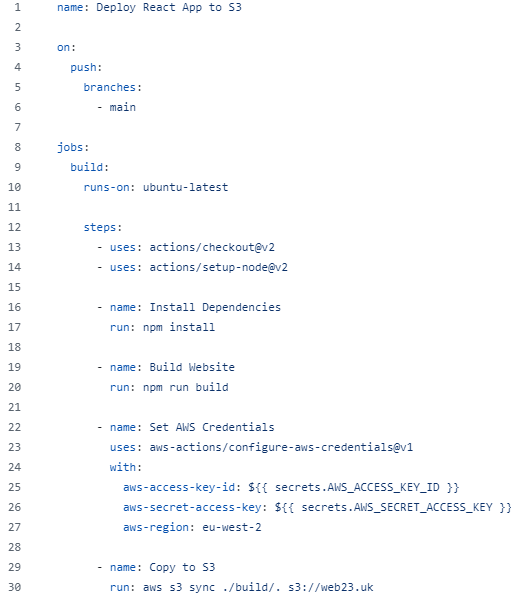 1 name: Deploy React App to S3
2
3 on:
4 push:
5 branches:
6 - main
7
8 jobs:
9 build:
10 runs-on: ubuntu-latest
11
12 steps:
13 - uses: actions/checkout@v2
14 - uses: actions/setup-node@v2
15
16 - name: Install Dependencies
17 run: npm install
18
19 - name: Build Website
20 run: npm run build
21
22 - name: Set AWS Credentials
23 uses: aws-actions/configure-aws-credentials@v1
24 with:
25 aws-access-key-id: ${{ secrets.AWS_ACCESS_KEY_ID }}
26 aws-secret-access-key: ${{ secrets.AWS_SECRET_ACCESS_KEY }}
27 aws-region: eu-west-2
28
29 - name: Copy to S3
30 run: aws s3 sync ./build/. s3://web23.uk